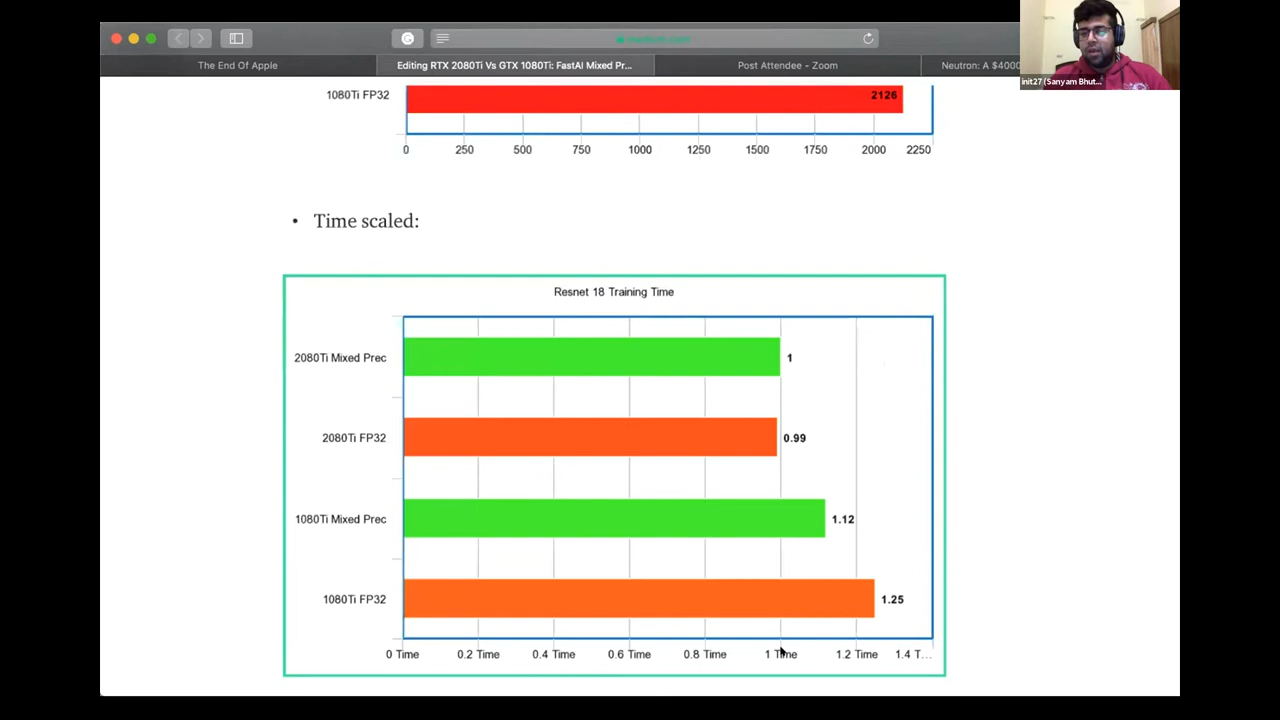 The End Of Apple
Editing RTX 2080Ti Vs GTX 1080Ti: FastAI Mixed Pr...
Post Attendee - Zoom
Neutron: A $4000
init27 (Sanyam Bhut...
1080Ti FP32
2126
0 250 500 750 1000 1250 1500 1750 2000 2250
• Time scaled:
Resnet 18 Training Time
2080Ti Mixed Prec
1
2080Ti FP32
0.99
1080Ti Mixed Prec
1.12
1080Ti FP32
1.25
0 Time 0.2 Time 0.4 Time 0.6 Time 0.8 Time 1 Time 1.2 Time 1.4 T...